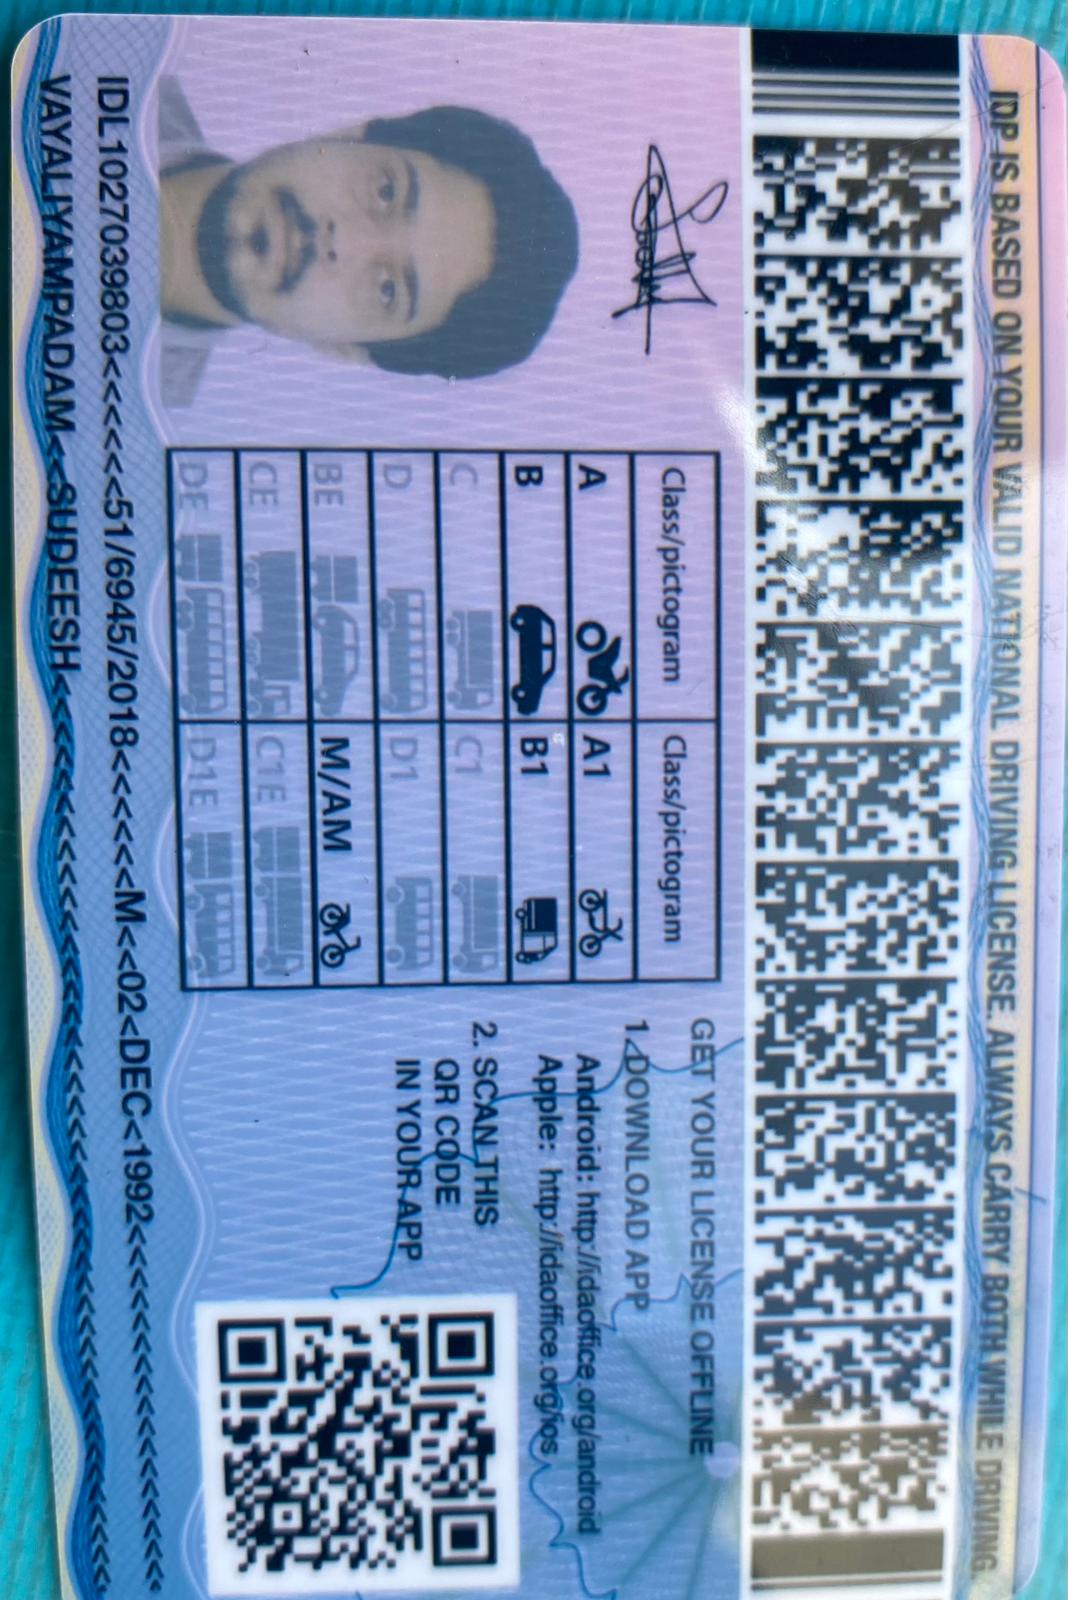 IDP IS BASED ON YOUR VALID NATIONAL DRIVING LICENSE. ALWAYS CARRY BOTH WHILE DRIVING.
Class/pictogram Class/pictogram
A A1
B B1
C C1
D D1
BE M/AM
CE C1E
DE D1E
GET YOUR LICENSE OFFLINE
1. DOWNLOAD APP
Android: http://idaoffice.org/android
Apple: http://idaoffice.org/ios
2. SCAN THIS
QR CODE
IN YOUR APP
IDL1027039803<<<<<<51/6945/2018<<<<<<M<<02<DEC<1992<<<<<<<<<<<<<<<<<<
VAYALIYAMPADAM<<SUDEESH<<<<<<<<<<<<<<<<<<<<<<<<<<<<<<<<<<<<<<<<